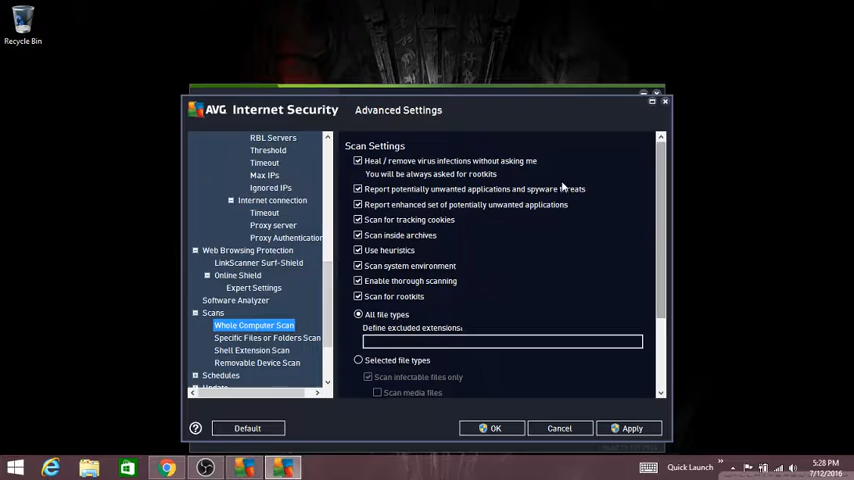 Recycle Bin
AVG Internet Security Advanced Settings
RBL Servers
Threshold
Timeout
Max IPs
Ignored IPs
Internet connection
Timeout
Proxy server
Proxy Authentication
Web Browsing Protection
LinkScanner Surf-Shield
Online Shield
Expert Settings
Software Analyzer
Scans
Whole Computer Scan
Specific Files or Folders Scan
Shell Extension Scan
Removable Device Scan
Schedules
Update
Scan Settings
Heal / remove virus infections without asking me
You will be always asked for rootkits
Report potentially unwanted applications and spyware threats
Report enhanced set of potentially unwanted applications
Scan for tracking cookies
Scan inside archives
Use heuristics
Scan system environment
Enable thorough scanning
Scan for rootkits
All file types
Define excluded extensions:
Selected file types
Scan infectable files only
Scan media files
? Default OK Cancel Apply
Quick Launch
5:28 PM
7/12/2016